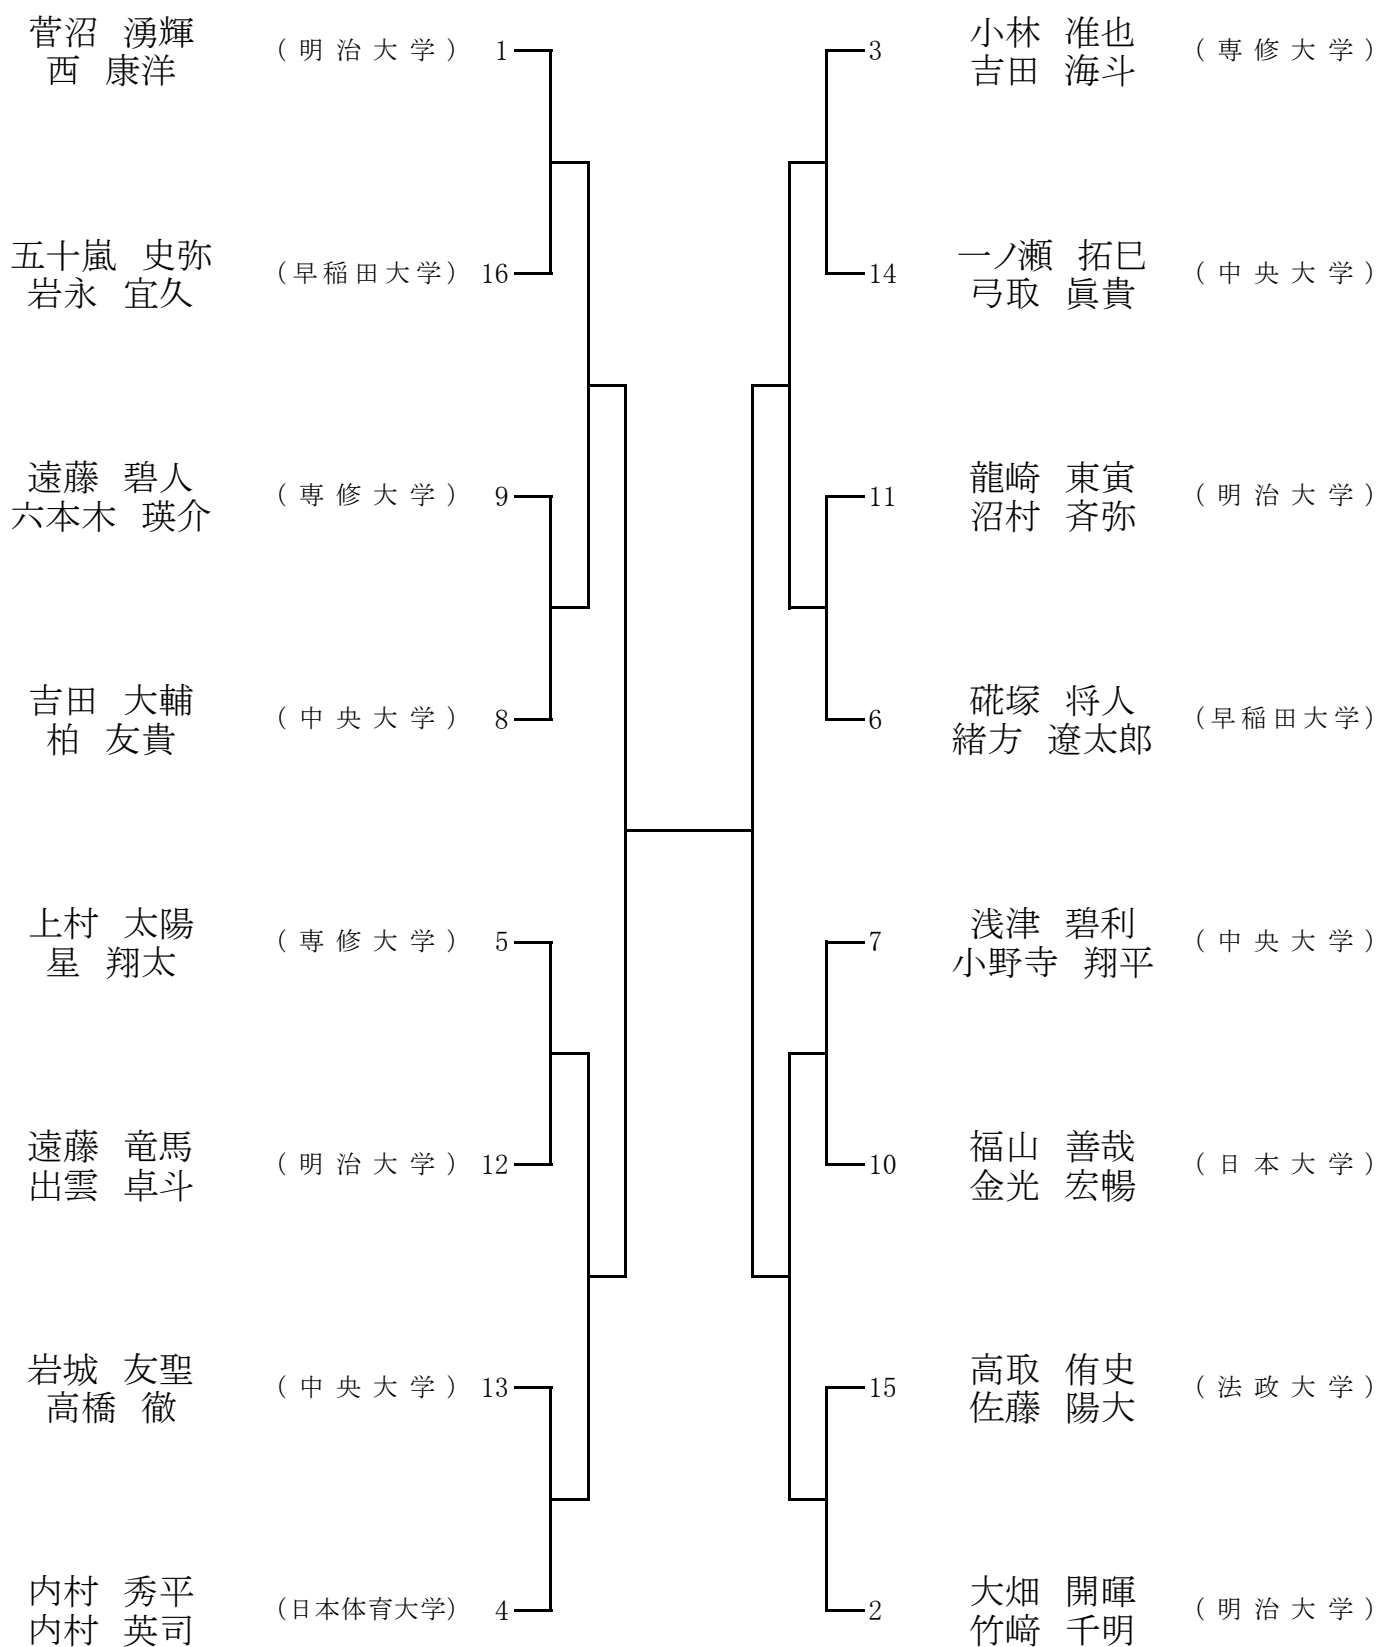 菅沼 湧輝
西 康洋
(明治大学) 1
五十嵐 史弥
岩永 宜久
(早稲田大学) 16
遠藤 碧人
六本木 瑛介
(専修大学) 9
吉田 大輔
柏 友貴
(中央大学) 8
上村 太陽
星 翔太
(専修大学) 5
遠藤 竜馬
出雲 卓斗
(明治大学) 12
岩城 友聖
高橋 徹
(中央大学) 13
内村 秀平
内村 英司
(日本体育大学) 4
3 小林 准也
吉田 海斗
(専修大学)
14 一ノ瀬 拓巳
弓取 眞貴
(中央大学)
11 龍崎 東寅
沼村 斉弥
(明治大学)
6 硴塚 将人
緒方 遼太郎
(早稲田大学)
7 浅津 碧利
小野寺 翔平
(中央大学)
10 福山 善哉
金光 宏暢
(日本大学)
15 高取 侑史
佐藤 陽大
(法政大学)
2 大畑 開暉
竹﨑 千明
(明治大学)